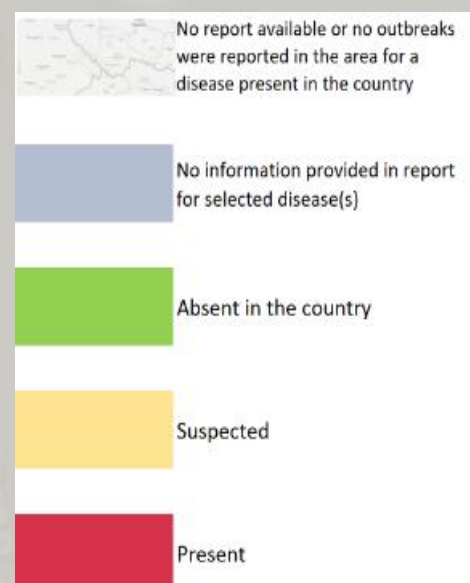 No report available or no outbreaks
were reported in the area for a
disease present in the country
No information provided in report
for selected disease(s)
Absent in the country
Suspected
Present